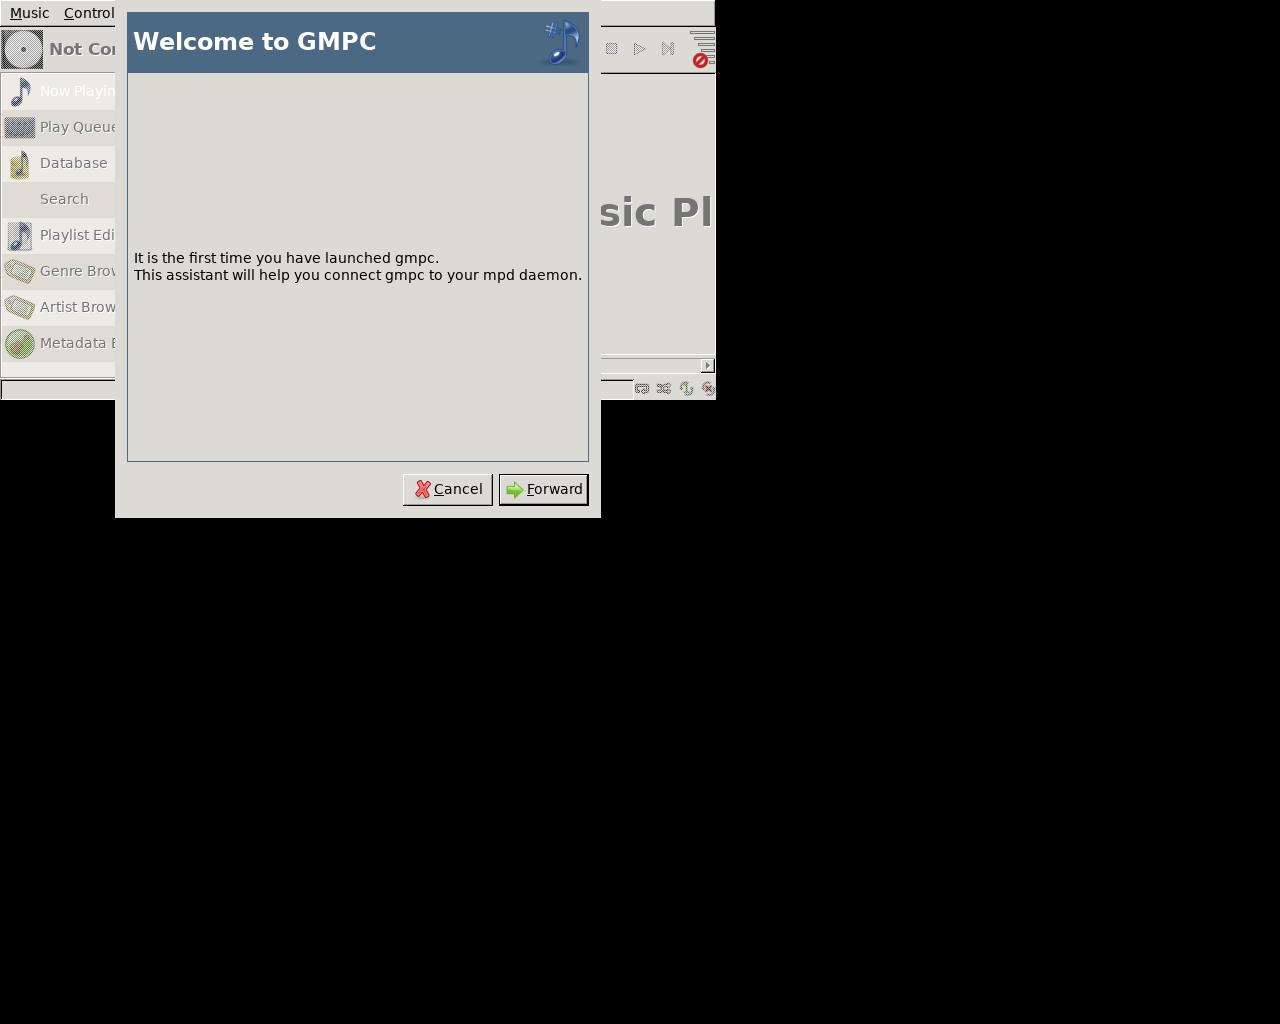 Music Control
Welcome to GMPC
Not Con
Now Playin
Play Queue
Database
Search
sic Pl
Playlist Edi
It is the first time you have launched gmpc.
Genre Brow
This assistant will help you connect gmpc to your mpd daemon.
Artist Brow
Metadata B
Cancel
Forward